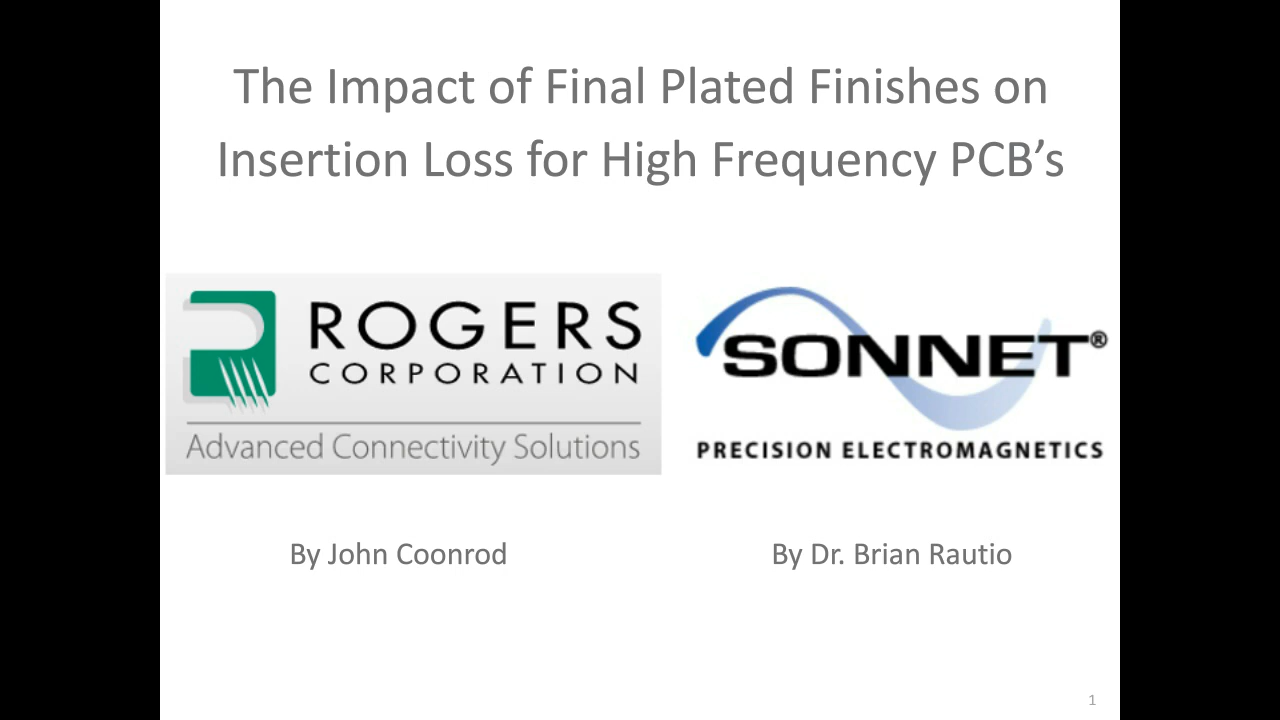 The Impact of Final Plated Finishes on
Insertion Loss for High Frequency PCB’s
ROGERS
CORPORATION
Advanced Connectivity Solutions
SONNET®
PRECISION ELECTROMAGNETICS
By John Coonrod
By Dr. Brian Rautio
1